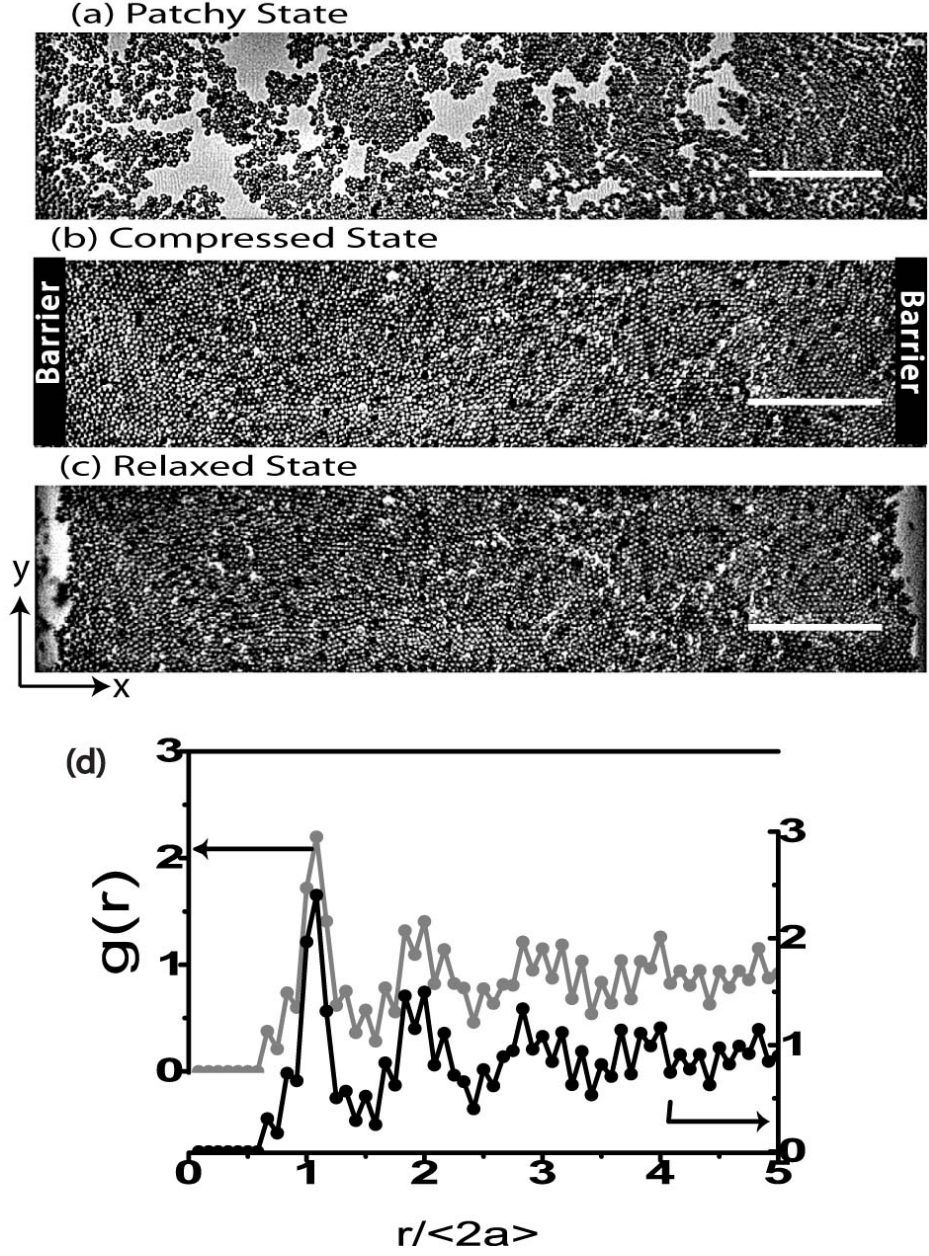 (a) Patchy State
(b) Compressed State
Barrier
Barrier
(c) Relaxed State
y
x
(d)
3
2
1
0
g(r)
3
2
1
0
0 1 2 3 4 5
r/<2a>